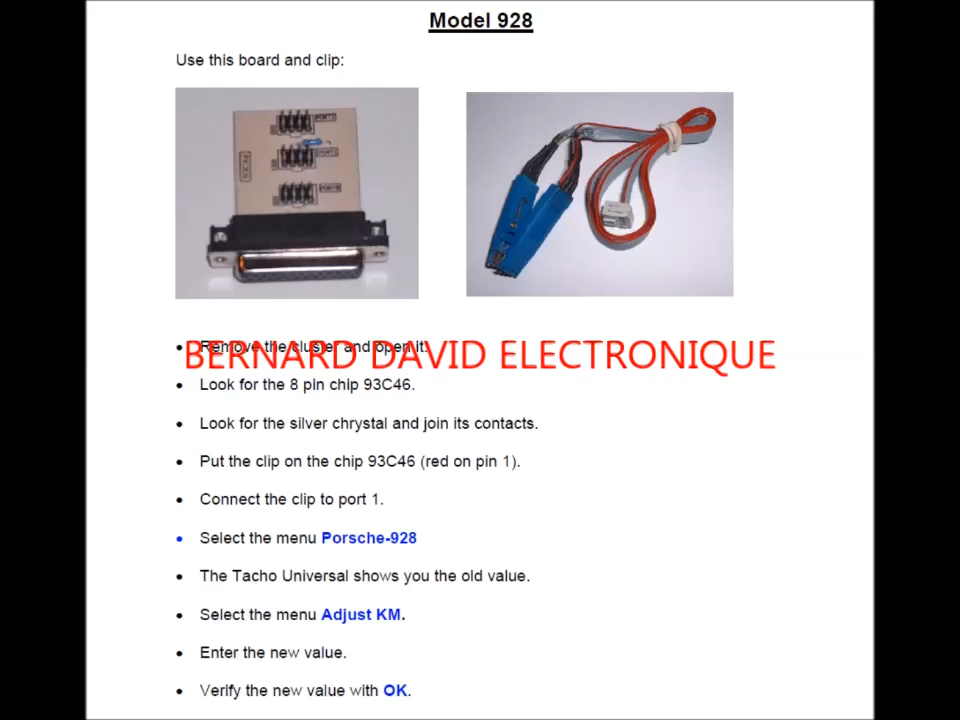 Model 928
Use this board and clip:
93C46
Remove the cluster and open it.
BERNARD DAVID ELECTRONIQUE
Look for the 8 pin chip 93C46.
Look for the silver chrystal and join its contacts.
Put the clip on the chip 93C46 (red on pin 1).
Connect the clip to port 1.
Select the menu Porsche-928
The Tacho Universal shows you the old value.
Select the menu Adjust KM.
Enter the new value.
Verify the new value with OK.